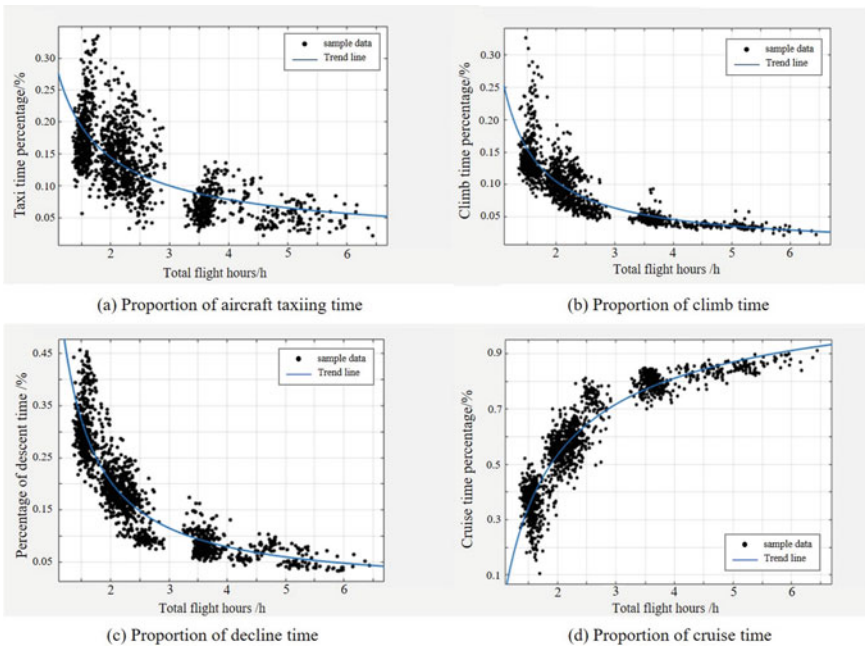 sample data
Trend line
0.30
0.25
0.20
0.15
0.10
0.05
Taxi time percentage/%
2
3
4
5
6
Total flight hours/h
(a) Proportion of aircraft taxiing time
sample data
Trend line
0.30
0.25
0.20
0.15
0.10
0.05
Climb time percentage/%
2
3
4
5
6
Total flight hours /h
(b) Proportion of climb time
sample data
Trend line
0.45
0.35
0.25
0.15
0.05
Percentage of descent time /%
2
3
4
5
6
Total flight hours /h
(c) Proportion of decline time
0.9
0.7
0.5
0.3
0.1
Cruise time percentage/%
sample data
Trend line
2
3
4
5
6
Total flight hours /h
(d) Proportion of cruise time